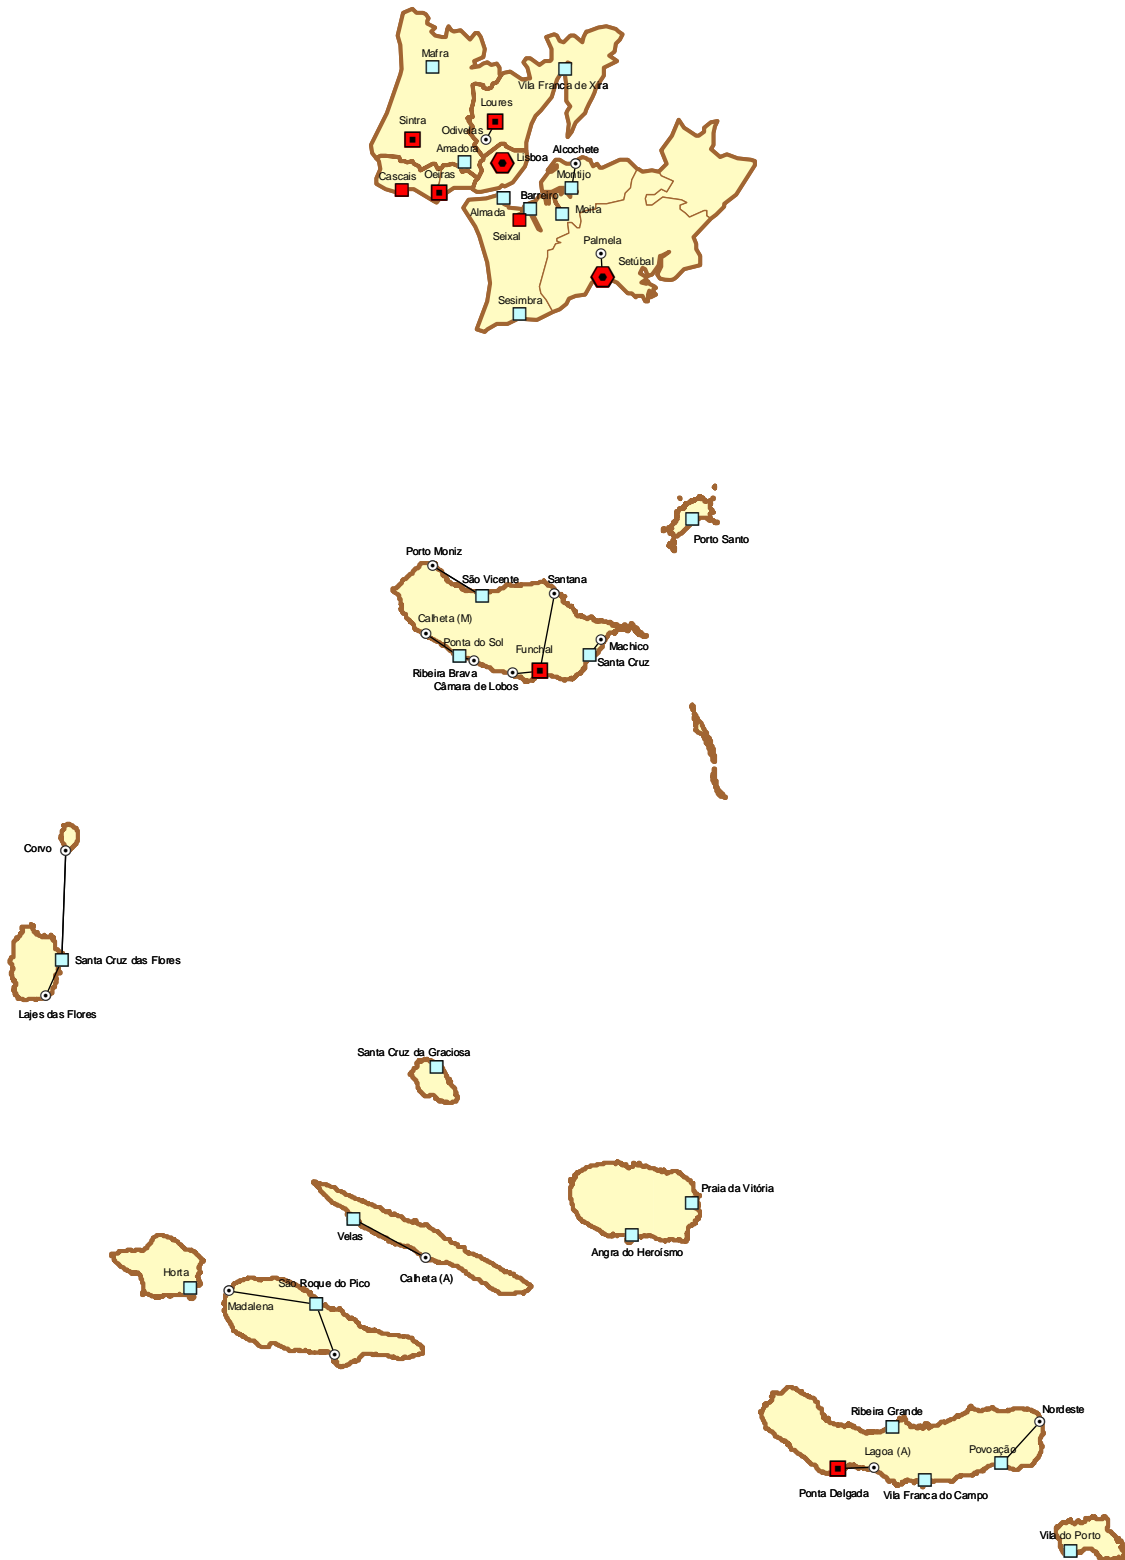 Mafra
Vila Franca de Xira
Loures
Sintra
Odivelas
Amadora
Lisboa
Alcochete
Cascais
Oeiras
Montijo
Barreiro
Almada
Moita
Seixal
Palmela
Setúbal
Sesimbra
Porto Santo
Porto Moniz
São Vicente
Santana
Calheta (M)
Ponta do Sol
Funchal
Machico
Santa Cruz
Ribeira Brava
Câmara de Lobos
Corvo
Santa Cruz das Flores
Lajes das Flores
Santa Cruz da Graciosa
Praia da Vitória
Velas
Angra do Heroísmo
Horta
Calheta (A)
São Roque do Pico
Madalena
Ribeira Grande
Nordeste
Lagoa (A)
Povoação
Ponta Delgada
Vila Franca do Campo
Vila do Porto